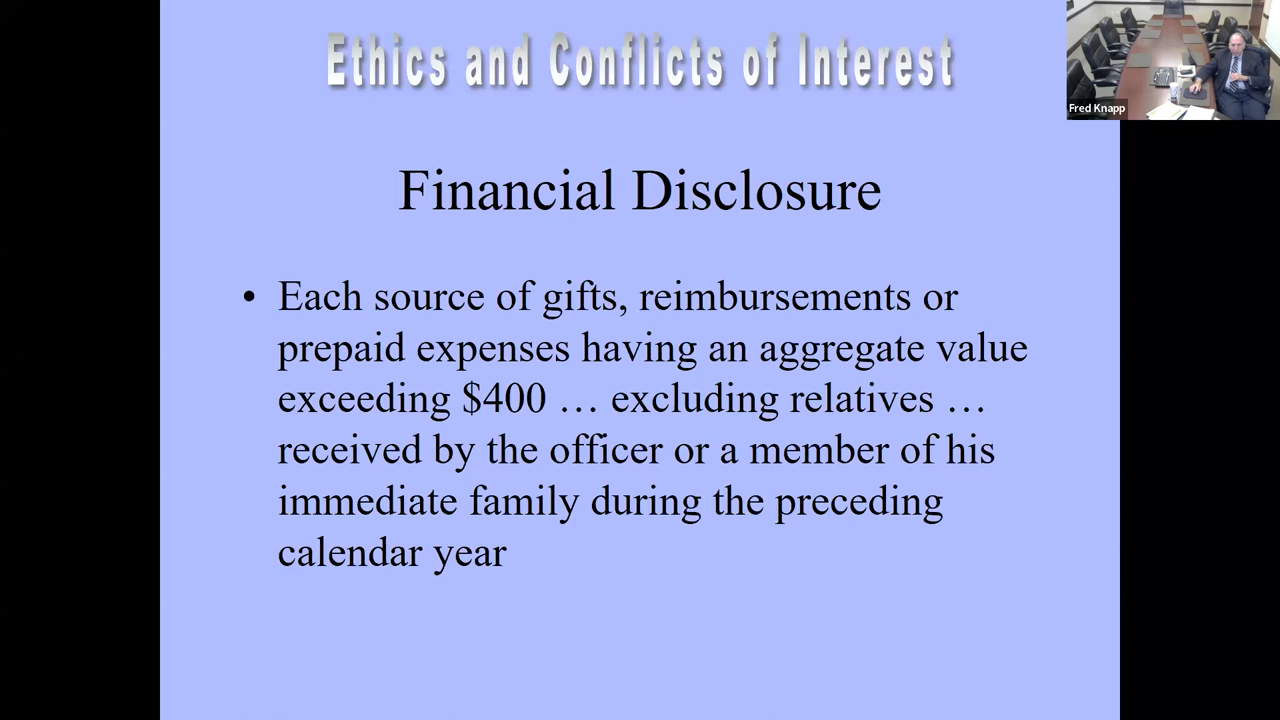 Ethics and Conflicts of Interest
Fred Knapp
Financial Disclosure
• Each source of gifts, reimbursements or
prepaid expenses having an aggregate value
exceeding $400 … excluding relatives …
received by the officer or a member of his
immediate family during the preceding
calendar year